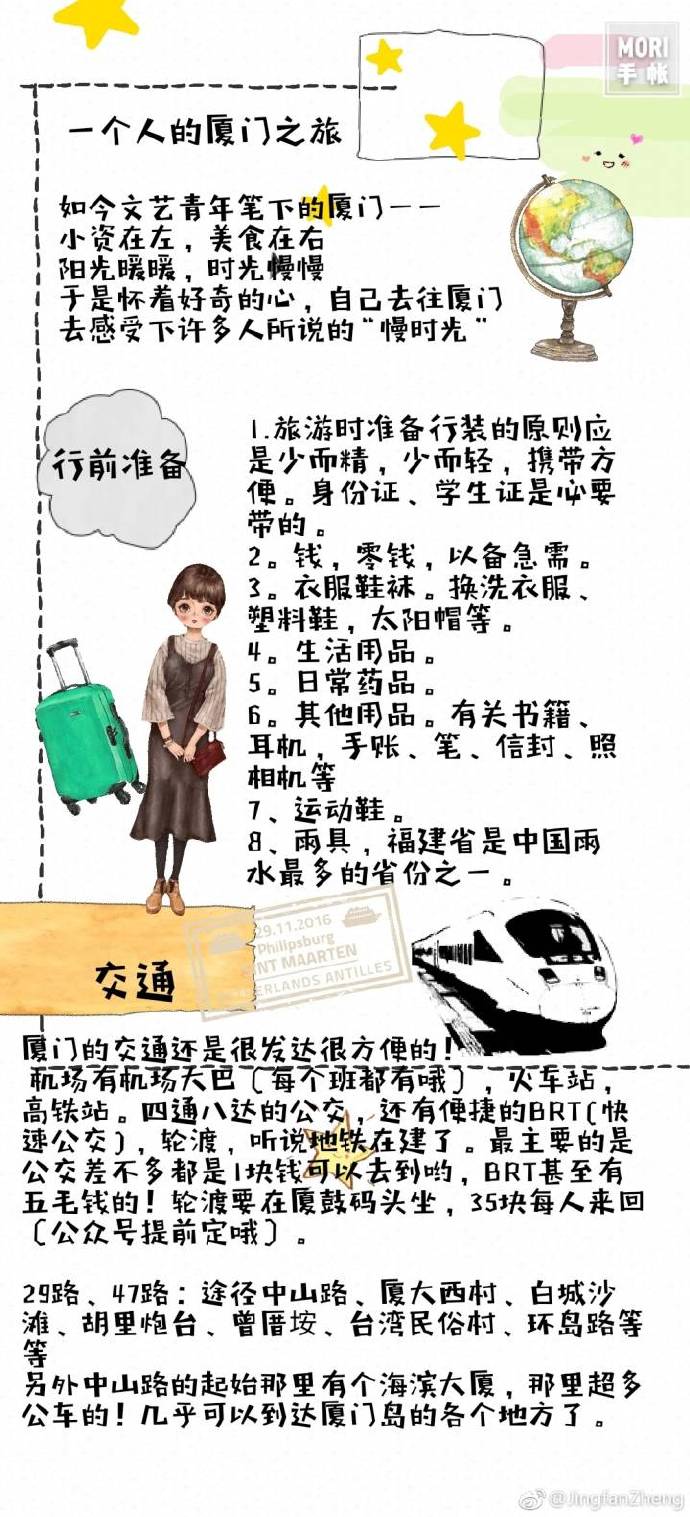 MORI
手帐
一个人的厦门之旅
如今文艺青年笔下的厦门——
小资在左，美食在右
阳光暖暖，时光慢慢
于是怀着好奇的心，自己去往厦门
去感受下许多人所说的“慢时光”
行前准备
1.旅游时准备行装的原则应
是少而精，少而轻，携带方
便。身份证、学生证是必要
带的。
2。钱，零钱，以备急需。
3。衣服鞋袜。换洗衣服、
塑料鞋，太阳帽等。
4。生活用品。
5。日常药品。
6。其他用品。有关书籍、
耳机，手账、笔、信封、照
相机等
7、运动鞋。
8、雨具，福建省是中国雨
水最多的省份之一。
29.11.2016
Philipsburg
INT MAARTEN
ERLANDS ANTILLES
交通
厦门的交通还是很发达很方便的！
机场有机场大巴〔每个班都有哦〕，火车站，
高铁站。四通八达的公交，还有便捷的BRT(快
速公交)，轮渡，听说地铁在建了。最主要的是
公交差不多都是1块钱可以去到哟，BRT甚至有
五毛钱的！轮渡要在厦鼓码头坐，35块每人来回
〔公众号提前定哦〕。
29路、47路：途径中山路、厦大西村、白城沙
滩、胡里炮台、曾厝垵、台湾民俗村、环岛路等
等
另外中山路的起始那里有个海滨大厦，那里超多
公车的！几乎可以到达厦门岛的各个地方了。
@JingfanZheng